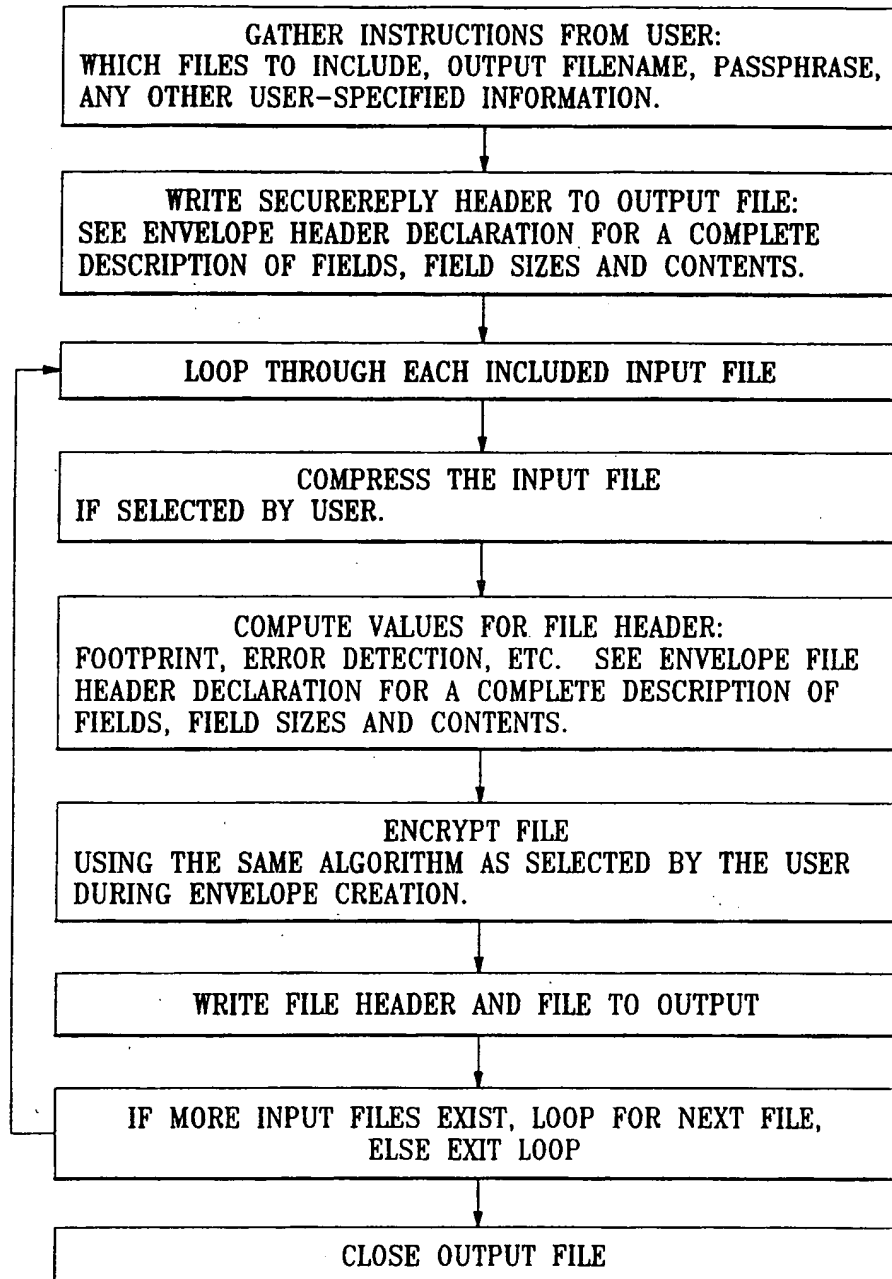 GATHER INSTRUCTIONS FROM USER:
WHICH FILES TO INCLUDE, OUTPUT FILENAME, PASSPHRASE,
ANY OTHER USER-SPECIFIED INFORMATION.
WRITE SECUREREPLY HEADER TO OUTPUT FILE:
SEE ENVELOPE HEADER DECLARATION FOR A COMPLETE
DESCRIPTION OF FIELDS, FIELD SIZES AND CONTENTS.
LOOP THROUGH EACH INCLUDED INPUT FILE
COMPRESS THE INPUT FILE
IF SELECTED BY USER.
COMPUTE VALUES FOR FILE HEADER:
FOOTPRINT, ERROR DETECTION, ETC. SEE ENVELOPE FILE
HEADER DECLARATION FOR A COMPLETE DESCRIPTION OF
FIELDS, FIELD SIZES AND CONTENTS.
ENCRYPT FILE
USING THE SAME ALGORITHM AS SELECTED BY THE USER
DURING ENVELOPE CREATION.
WRITE FILE HEADER AND FILE TO OUTPUT
IF MORE INPUT FILES EXIST, LOOP FOR NEXT FILE,
ELSE EXIT LOOP
CLOSE OUTPUT FILE